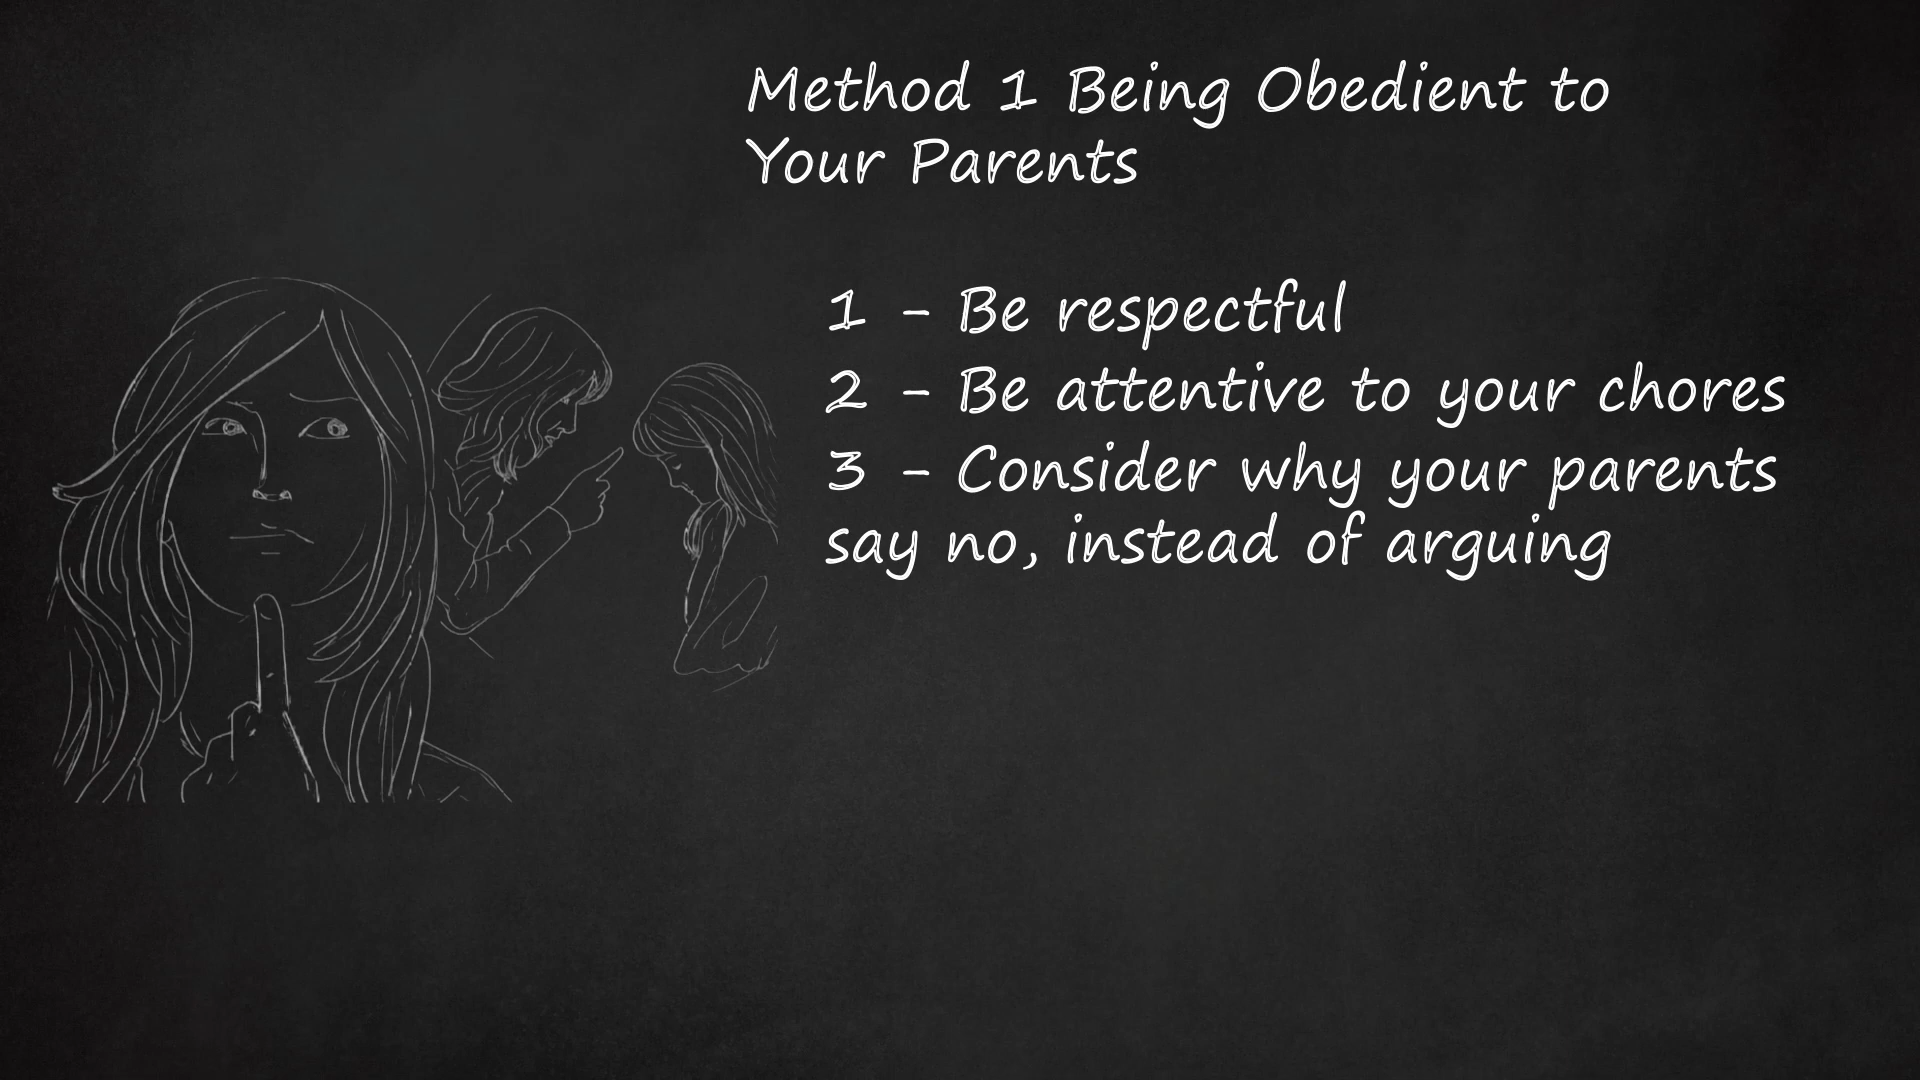 Method 1 Being Obedient to
Your Parents
1 - Be respectful
2 - Be attentive to your chores
3 - Consider why your parents
say no, instead of arguing